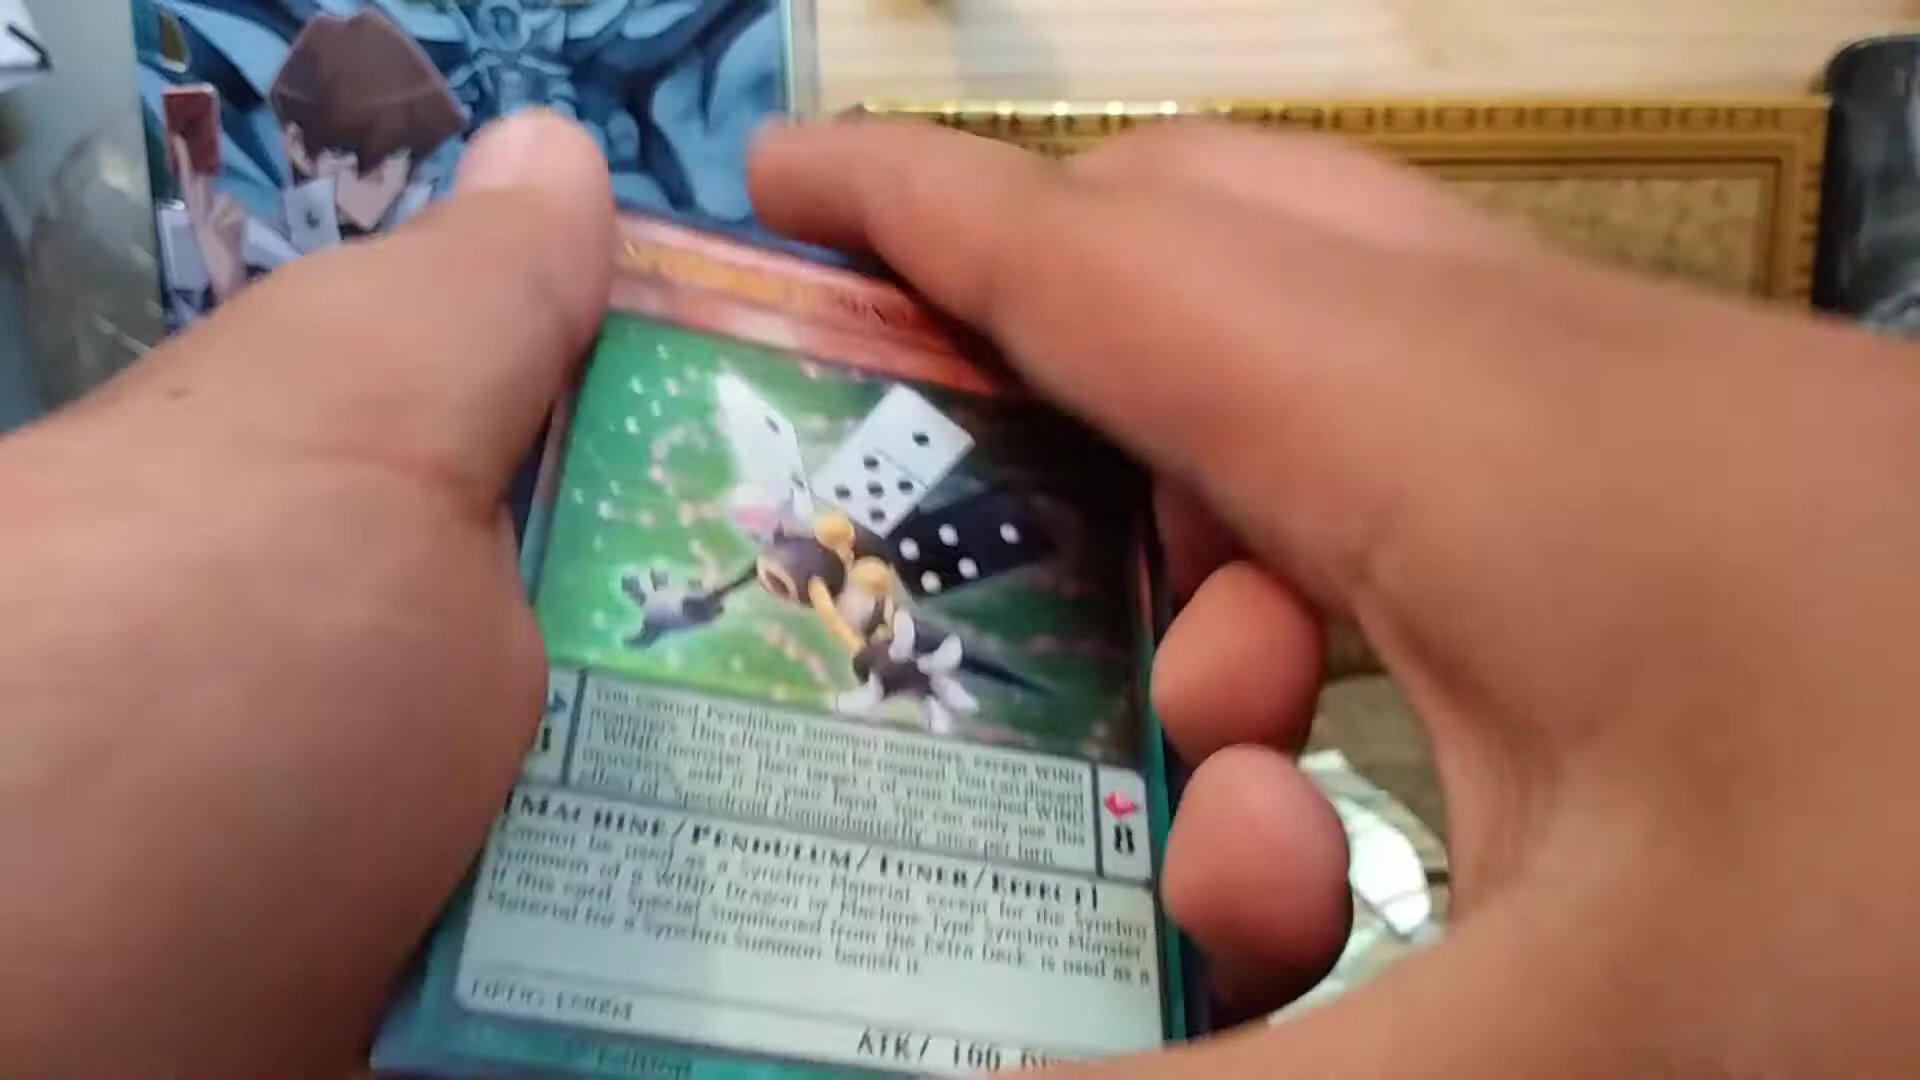 You cannot Pendulum Summon monsters, except WIND
monsters. This effect cannot be negated. You can discard
1 WIND monster, then target 1 of your banished WIND
monsters; add it to your hand. You can only use this
effect of "Speedroid Dominobutterfly" once per turn.
1
8
[MACHINE/PENDULUM/TUNER/EFFECT]
Cannot be used as a Synchro Material, except for the Synchro
Summon of a WIND Dragon or Machine-Type Synchro Monster.
If this card, Special Summoned from the Extra Deck, is used as a
Material for a Synchro Summon, banish it.
ATK/ 100
Edition